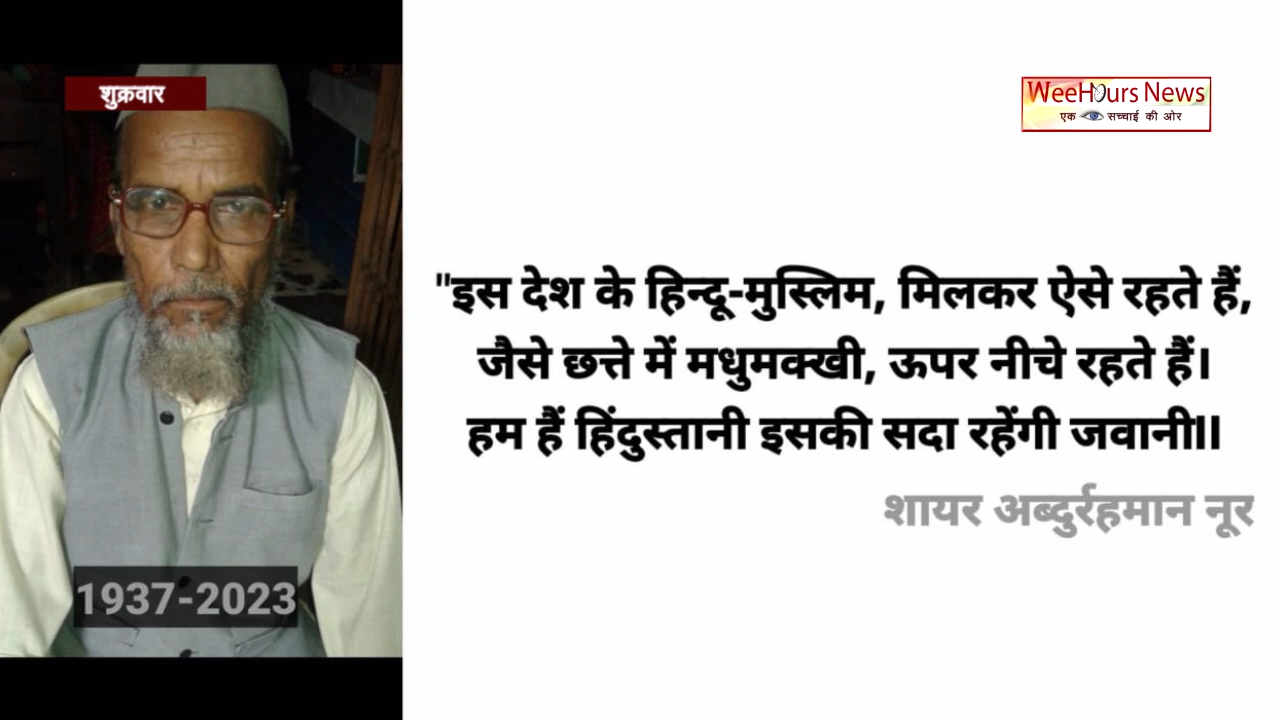 शुक्रवार
WeeHours News
एक सच्चाई की ओर
"इस देश के हिन्दू-मुस्लिम, मिलकर ऐसे रहते हैं,
जैसे छत्ते में मधुमक्खी, ऊपर नीचे रहते हैं।
हम हैं हिंदुस्तानी इसकी सदा रहेंगी जवानी।।
शायर अब्दुर्रहमान नूर
1937-2023